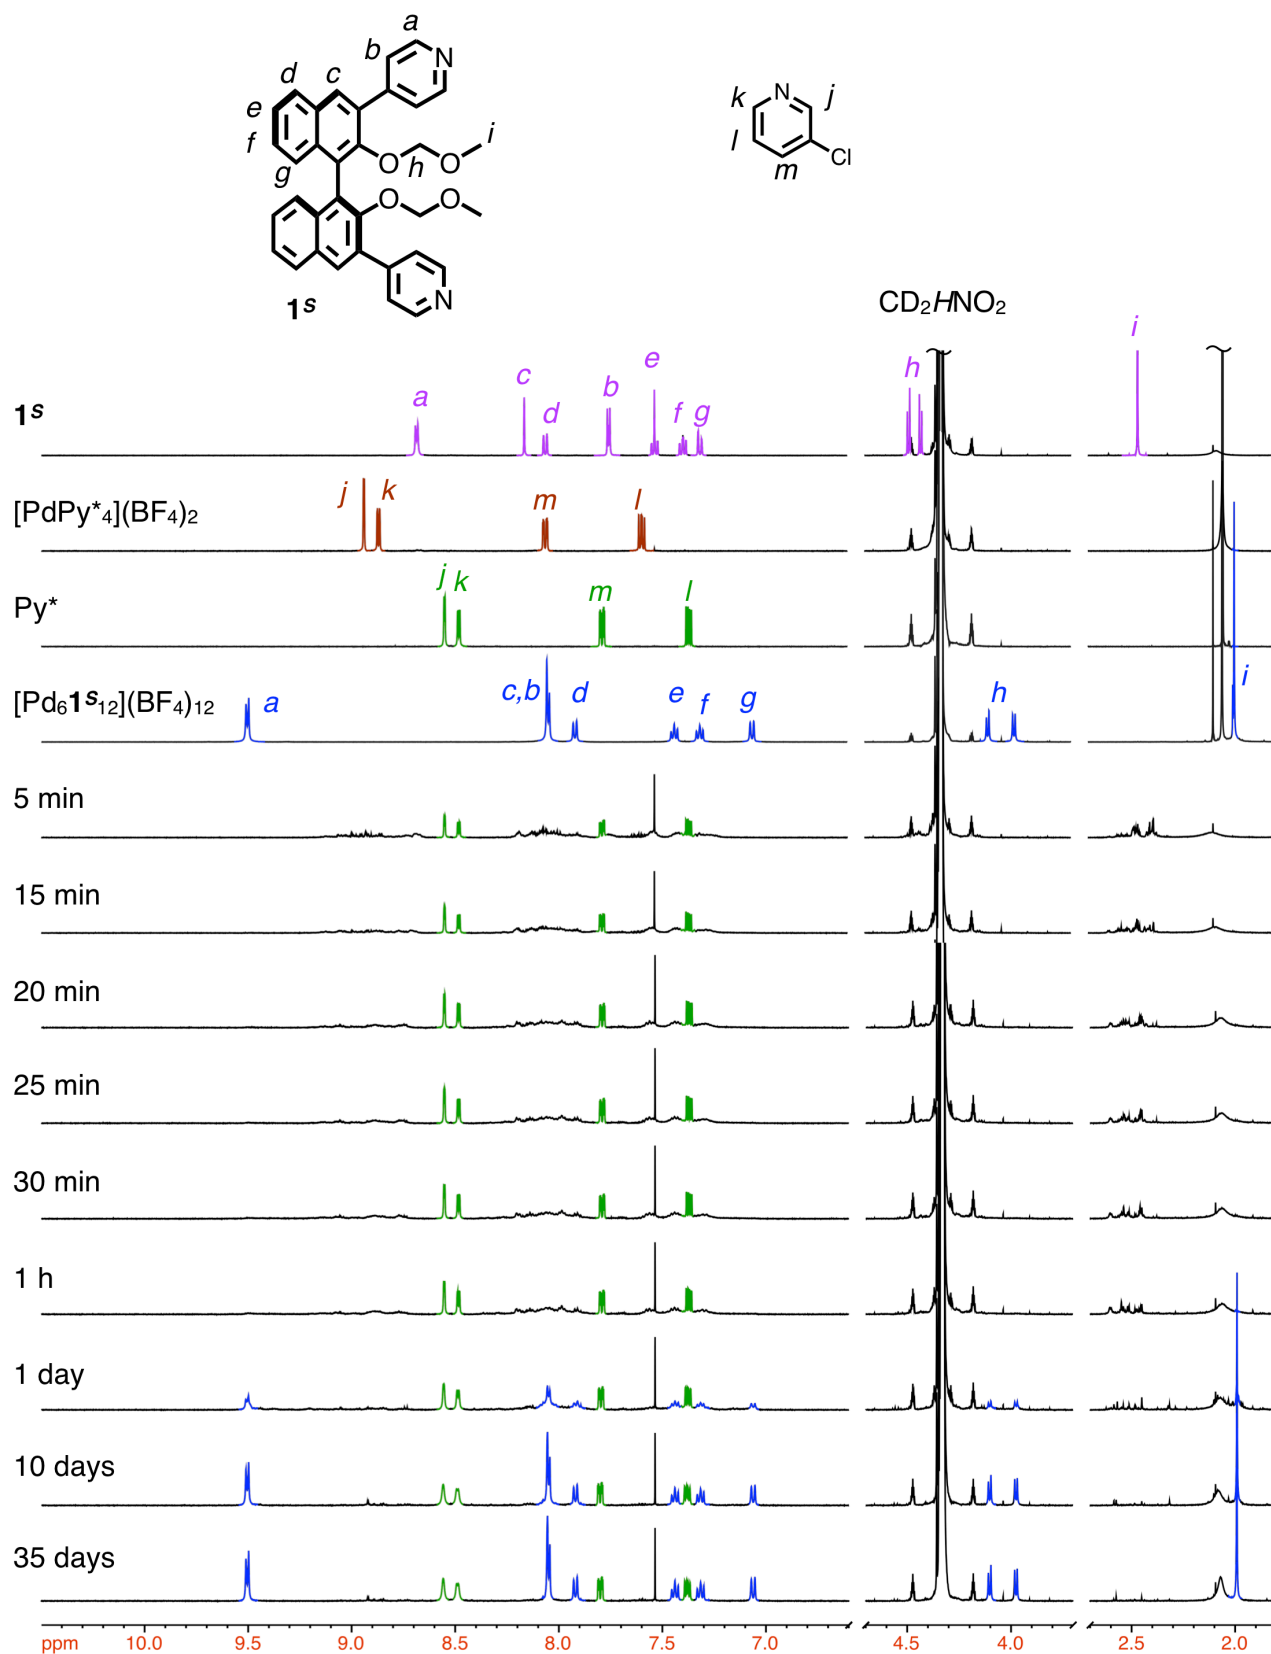 a
b N
d c
e
f
g
O h O i
O O
N
1S
N
k j
l
m Cl
CD2HNO2
1S a c d b e f g h i
[PdPy*4](BF4)2 j k m l
Py* j k m l
[Pd61S12](BF4)12 a c,b d e f g h i
5 min
15 min
20 min
25 min
30 min
1 h
1 day
10 days
35 days
ppm 10.0 9.5 9.0 8.5 8.0 7.5 7.0 4.5 4.0 2.5 2.0